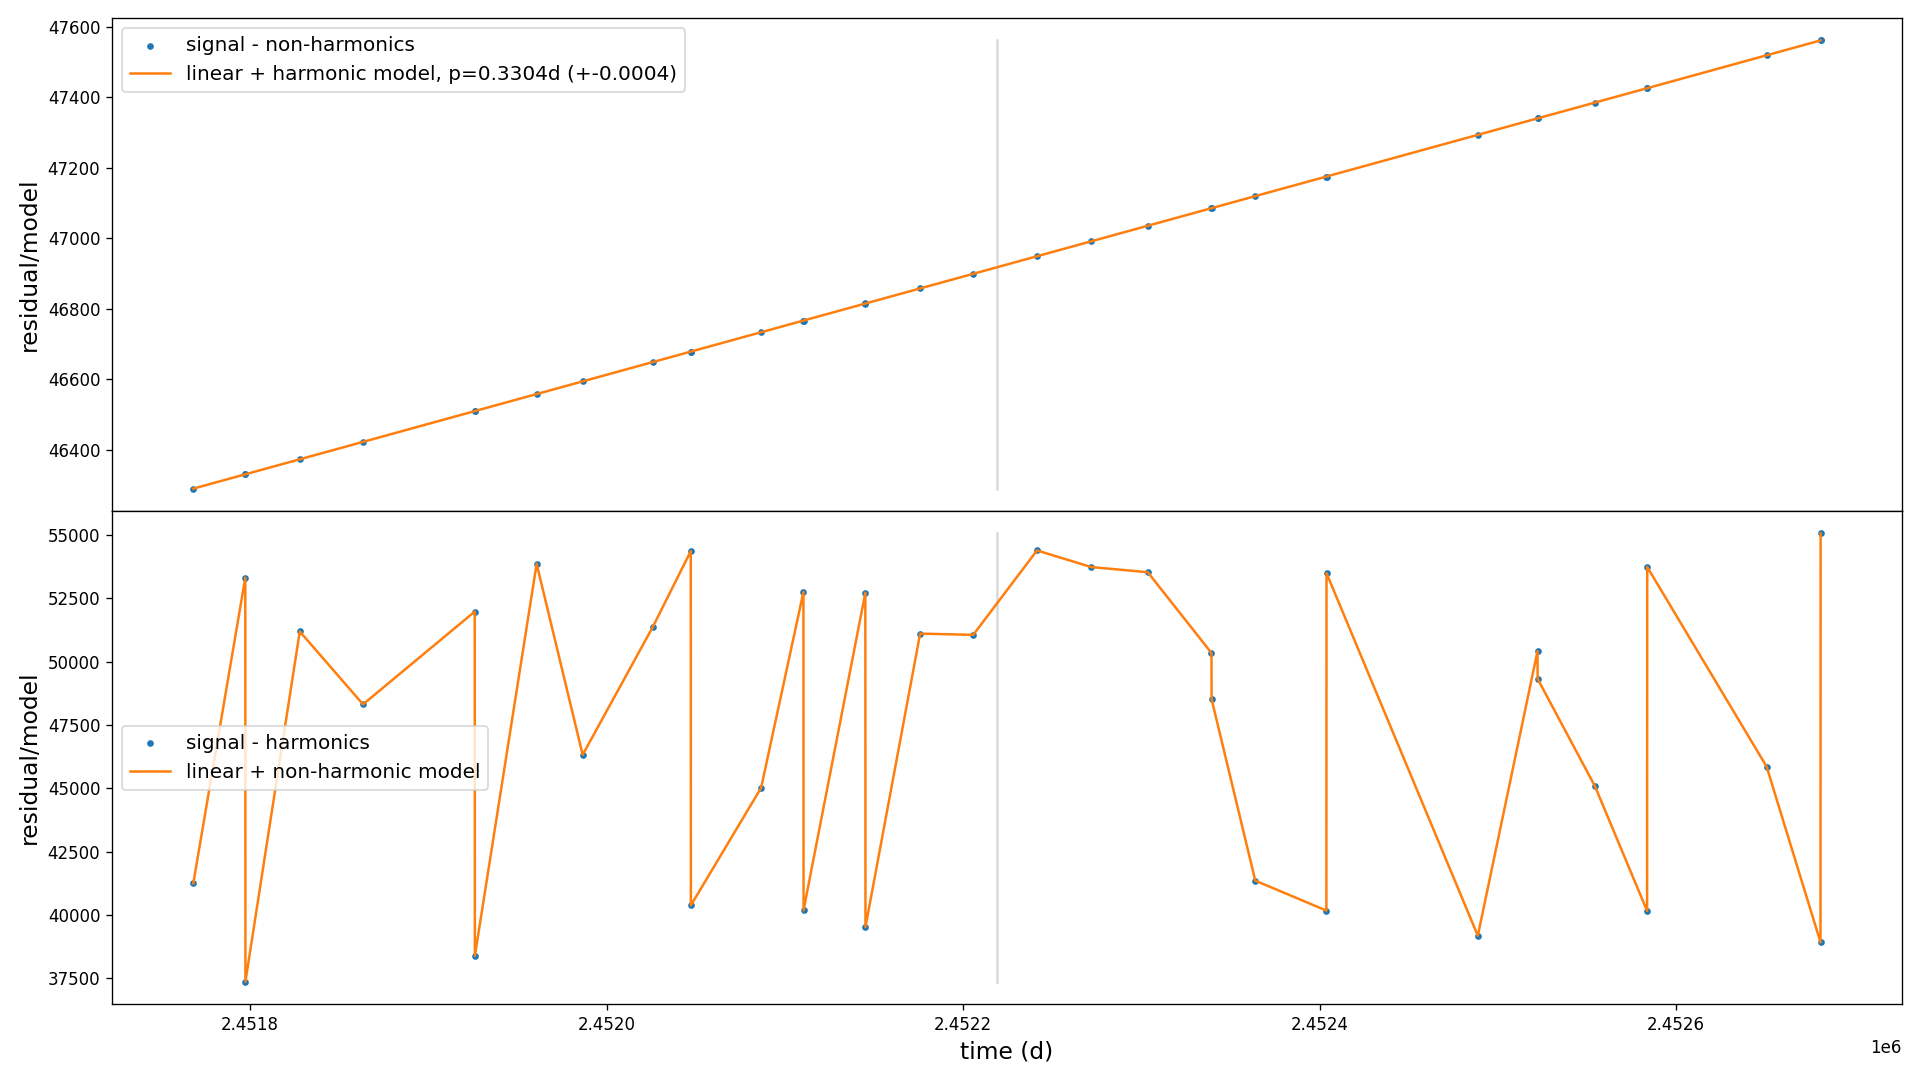 47600
47400
47200
47000
46800
46600
46400
residual/model
signal - non-harmonics
linear + harmonic model, p=0.3304d (+-0.0004)
55000
52500
50000
47500
45000
42500
40000
37500
residual/model
signal - harmonics
linear + non-harmonic model
2.4518
2.4520
2.4522
2.4524
2.4526
1e6
time (d)